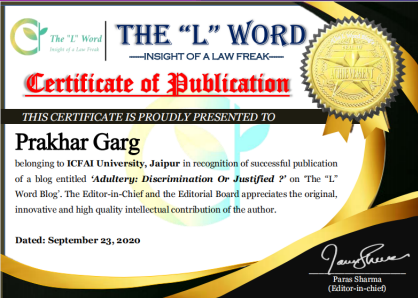 The "L" Word
Insight of a Law Freak
THE "L" WORD
-----INSIGHT OF A LAW FREAK-----
Certificate of Publication
ACHIEVEMENT
THIS CERTIFICATE IS PROUDLY PRESENTED TO
Prakhar Garg
belonging to ICFAI University, Jaipur in recognition of successful publication
of a blog entitled 'Adultery: Discrimination Or Justified ?' on 'The "L"
Word Blog'. The Editor-in-Chief and the Editorial Board appreciates the original,
innovative and high quality intellectual contribution of the author.
Dated: September 23, 2020
Paras Sharma
(Editor-in-chief)